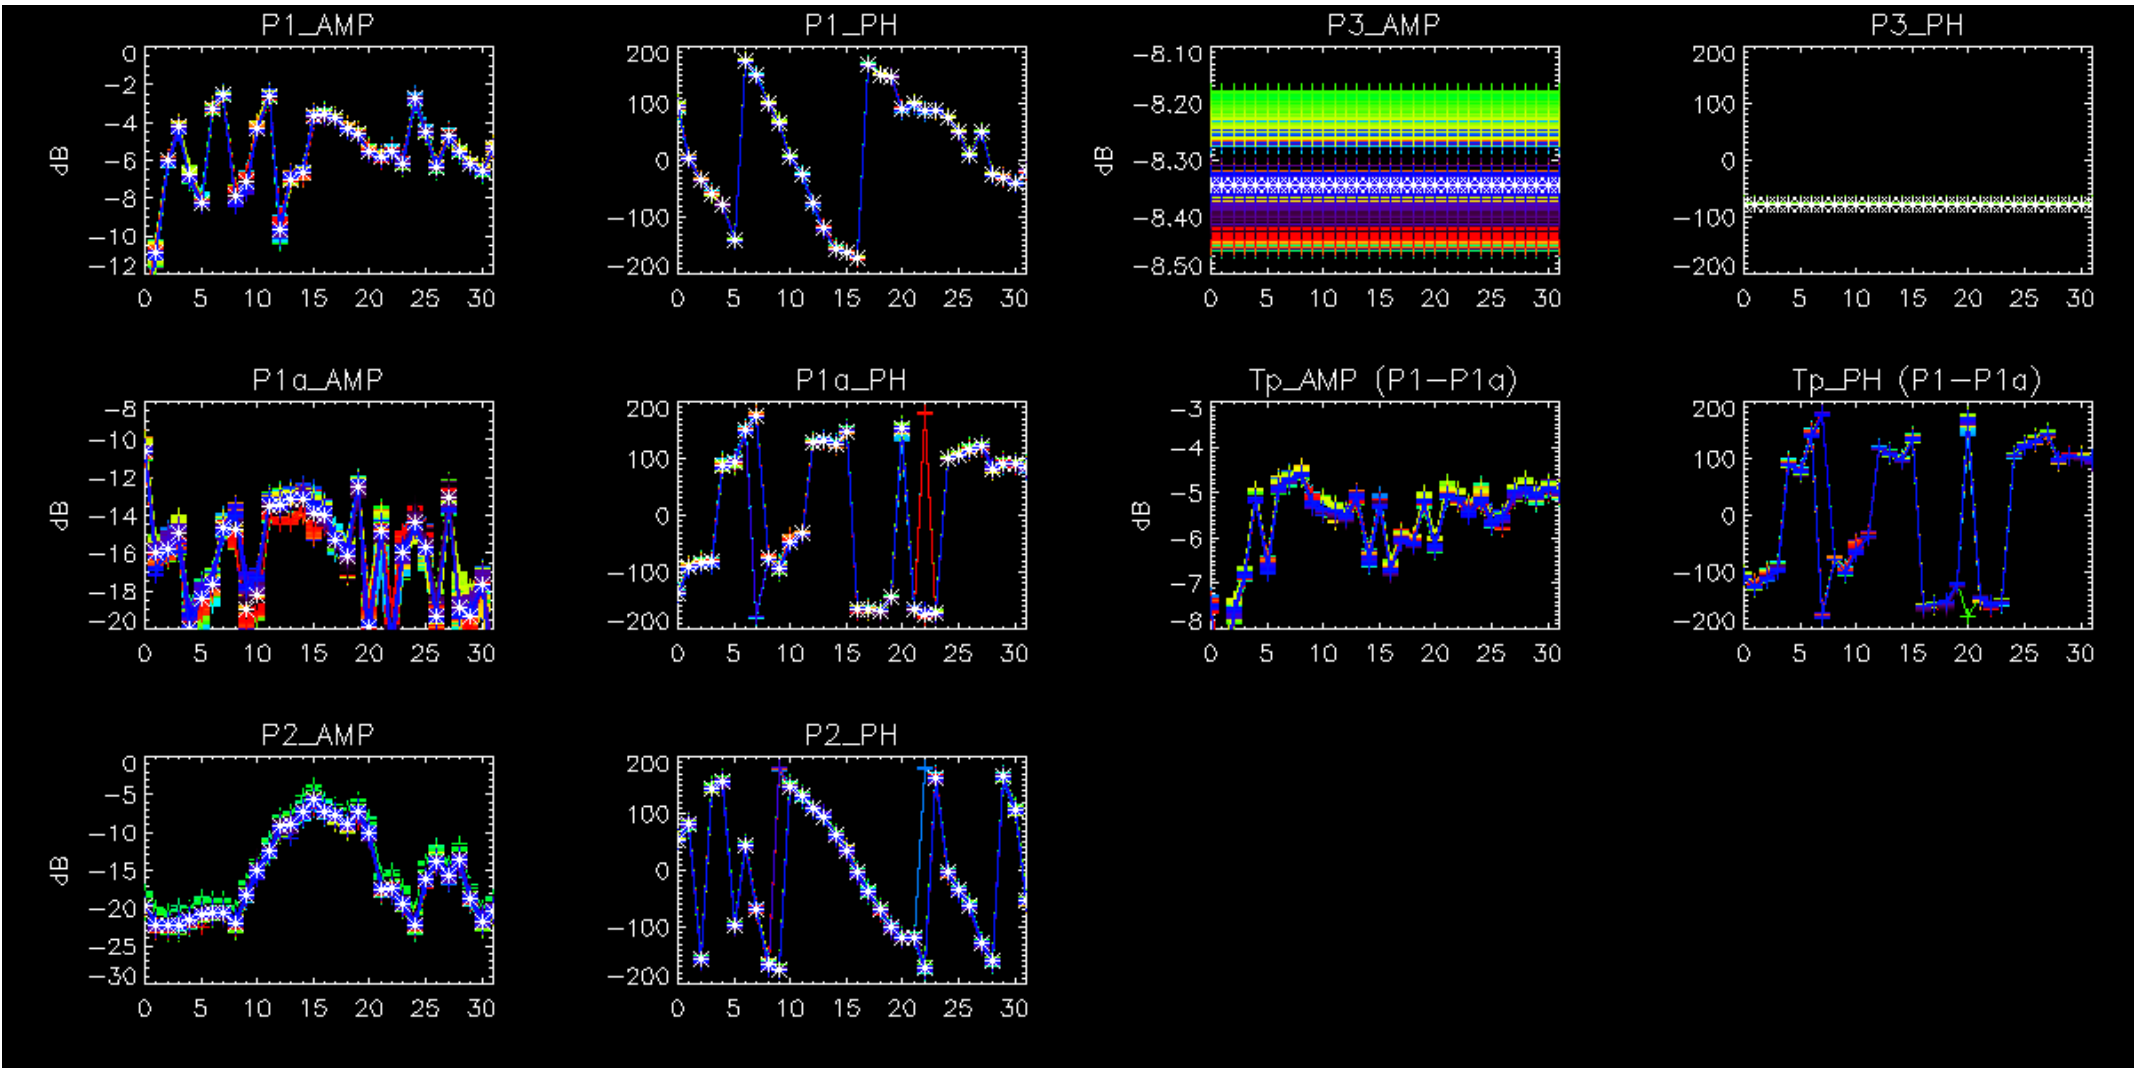 P1_AMP
dB
0
−2
−4
−6
−8
−10
−12
0 5 10 15 20 25 30
P1_PH
200
100
0
−100
−200
0 5 10 15 20 25 30
P3_AMP
dB
−8.10
−8.20
−8.30
−8.40
−8.50
0 5 10 15 20 25 30
P3_PH
200
100
0
−100
−200
0 5 10 15 20 25 30
P1a_AMP
dB
−8
−10
−12
−14
−16
−18
−20
0 5 10 15 20 25 30
P1a_PH
200
100
0
−100
−200
0 5 10 15 20 25 30
Tp_AMP (P1−P1a)
dB
−3
−4
−5
−6
−7
−8
0 5 10 15 20 25 30
Tp_PH (P1−P1a)
200
100
0
−100
−200
0 5 10 15 20 25 30
P2_AMP
dB
0
−5
−10
−15
−20
−25
−30
0 5 10 15 20 25 30
P2_PH
200
100
0
−100
−200
0 5 10 15 20 25 30